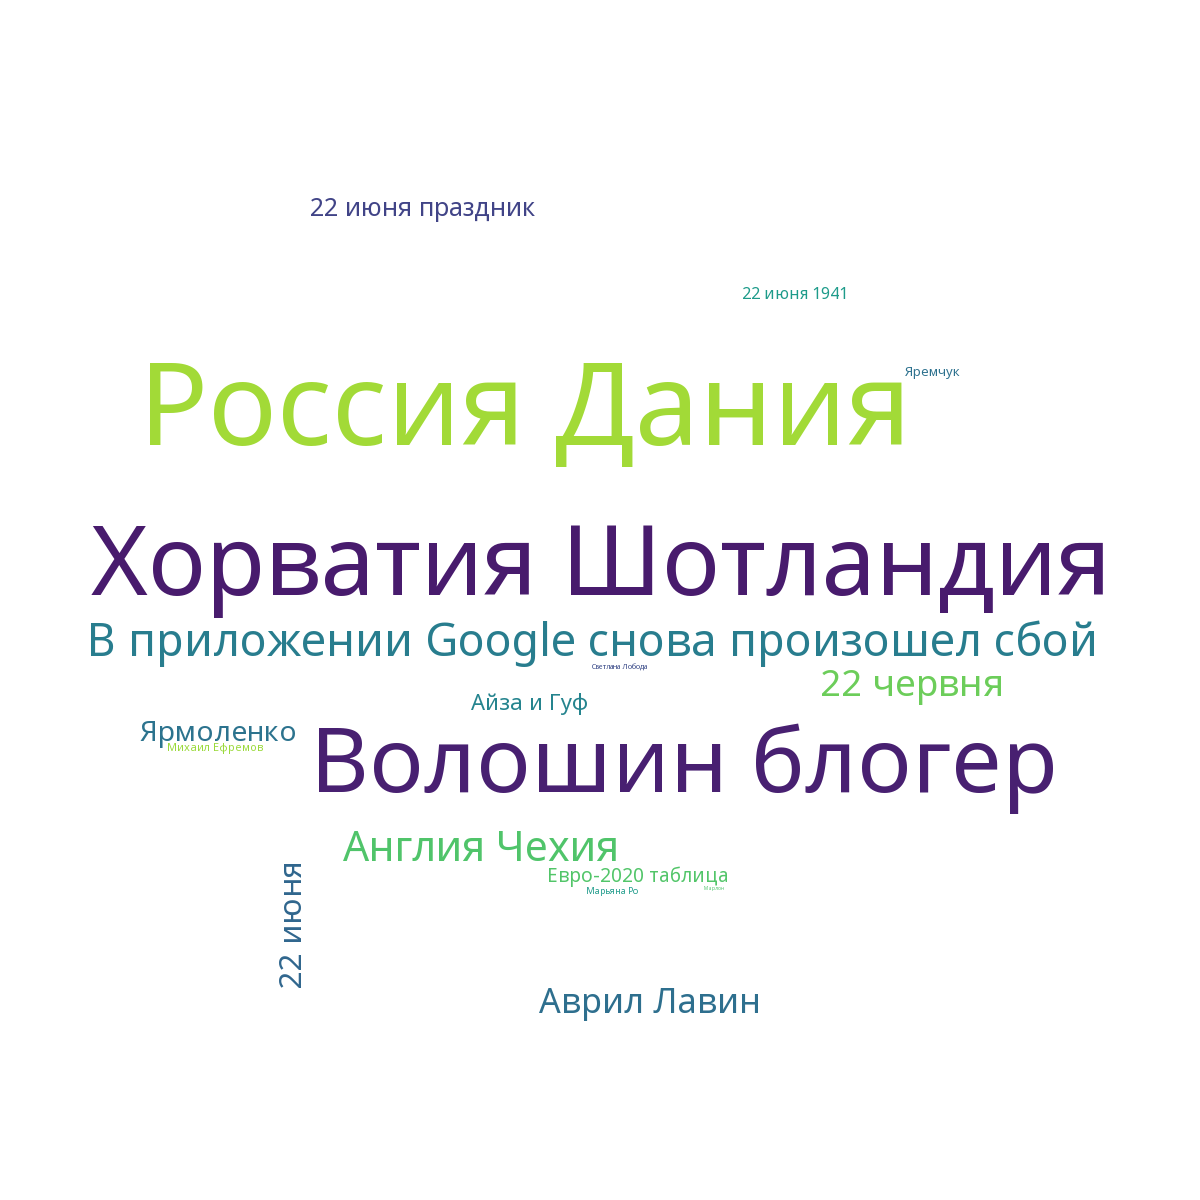 22 июня праздник
22 июня 1941
Россия Дания
Яремчук
Хорватия Шотландия
В приложении Google снова произошел сбой
Светлана Лобода
22 червня
Айза и Гуф
Ярмоленко
Михаил Ефремов
Волошин блогер
Англия Чехия
Евро-2020 таблица
Марьяна Ро
Марлон
22 июня
Аврил Лавин